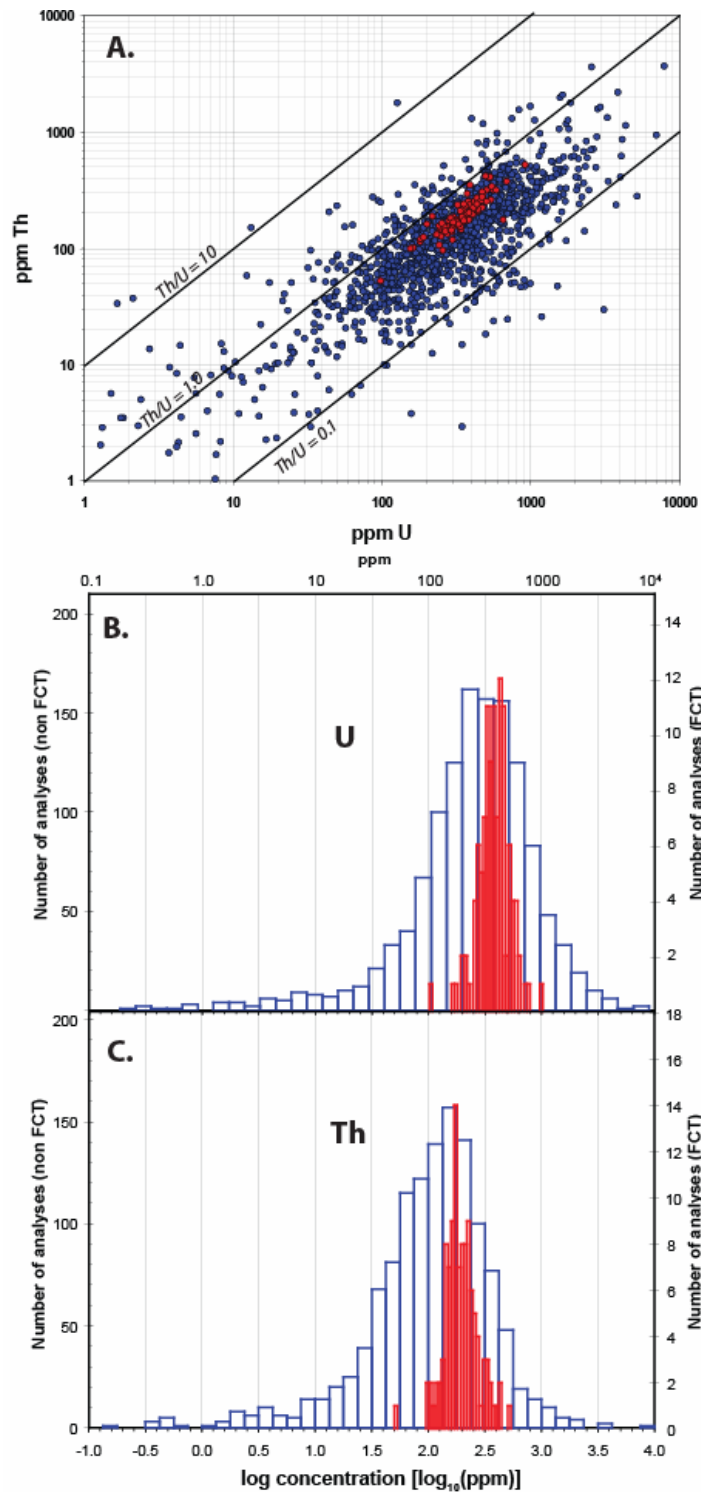 A.
10000
1000
100
10
1
ppm Th
Th/U = 10
Th/U = 1.0
Th/U = 0.1
1 10 100 1000 10000
ppm U
ppm
0.1 1.0 10 100 1000 10⁴
B.
U
200
150
100
50
Number of analyses (non FCT)
14
12
10
8
6
4
2
Number of analyses (FCT)
C.
Th
200
150
100
50
0
Number of analyses (non FCT)
18
16
14
12
10
8
6
4
2
0
Number of analyses (FCT)
-1.0 -0.5 0.0 0.5 1.0 1.5 2.0 2.5 3.0 3.5 4.0
log concentration [log₁₀(ppm)]